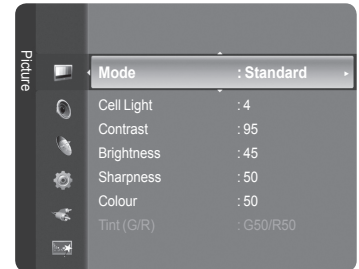 Picture
Mode : Standard
Cell Light : 4
Contrast : 95
Brightness : 45
Sharpness : 50
Colour : 50
Tint (G/R) : G50/R50